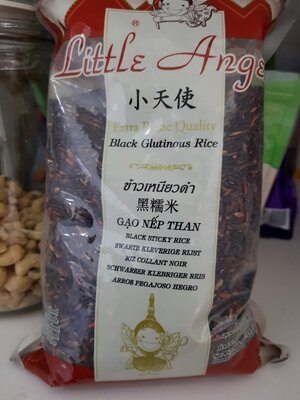 ®
Little Ange
小天使
Extra Prime Quality
Black Glutinous Rice
ข้าวเหนียวดำ
黑糯米
GẠO NẾP THAN
BLACK STICKY RICE
ZWARTE KLEVERIGE RIJST
RIZ COLLANT NOIR
SCHWARZER KLEBRIGER REIS
ARROZ PEGAJOSO NEGRO